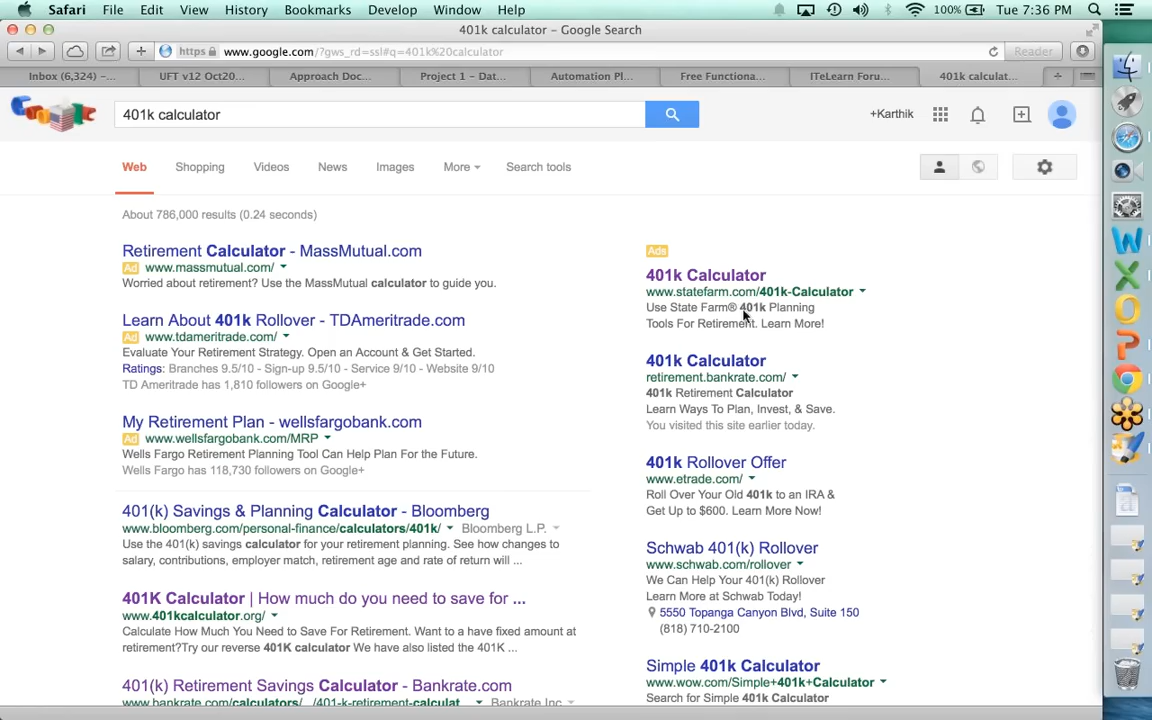 Safari File Edit View History Bookmarks Develop Window Help 100% Tue 7:36 PM
401k calculator – Google Search
https www.google.com/?gws_rd=ssl#q=401k%20calculator Reader
Inbox (6,324) –... UFT v12 Oct20... Approach Doc... Project 1 – Dat... Automation Pl... Free Functiona... ITeLearn Foru... 401k calculat...
401k calculator
+Karthik
Web Shopping Videos News Images More Search tools
About 786,000 results (0.24 seconds)
Retirement Calculator - MassMutual.com
Ad www.massmutual.com/
Worried about retirement? Use the MassMutual calculator to guide you.
Learn About 401k Rollover - TDAmeritrade.com
Ad www.tdameritrade.com/
Evaluate Your Retirement Strategy. Open an Account & Get Started.
Ratings: Branches 9.5/10 - Sign-up 9.5/10 - Service 9/10 - Website 9/10
TD Ameritrade has 1,810 followers on Google+
My Retirement Plan - wellsfargobank.com
Ad www.wellsfargobank.com/MRP
Wells Fargo Retirement Planning Tool Can Help Plan For the Future.
Wells Fargo has 118,730 followers on Google+
401(k) Savings & Planning Calculator - Bloomberg
www.bloomberg.com/personal-finance/calculators/401k/ Bloomberg L.P.
Use the 401(k) savings calculator for your retirement planning. See how changes to
salary, contributions, employer match, retirement age and rate of return will ...
401K Calculator | How much do you need to save for ...
www.401kcalculator.org/
Calculate How Much You Need to Save For Retirement. Want to a have fixed amount at
retirement?Try our reverse 401K calculator We have also listed the 401K ...
401(k) Retirement Savings Calculator - Bankrate.com
www.bankrate.com/calculators/.../401-k-retirement-calculat... Bankrate Inc
Ads
401k Calculator
www.statefarm.com/401k-Calculator
Use State Farm® 401k Planning
Tools For Retirement. Learn More!
401k Calculator
retirement.bankrate.com/
401k Retirement Calculator
Learn Ways To Plan, Invest, & Save.
You visited this site earlier today.
401k Rollover Offer
www.etrade.com/
Roll Over Your Old 401k to an IRA &
Get Up to $600. Learn More Now!
Schwab 401(k) Rollover
www.schwab.com/rollover
We Can Help Your 401(k) Rollover
Learn More at Schwab Today!
5550 Topanga Canyon Blvd, Suite 150
(818) 710-2100
Simple 401k Calculator
www.wow.com/Simple+401k+Calculator
Search for Simple 401k Calculator